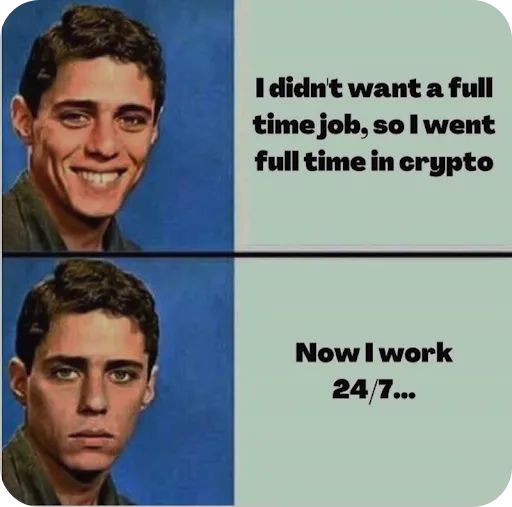 I didn't want a full
time job, so I went
full time in crypto
Now I work
24/7...